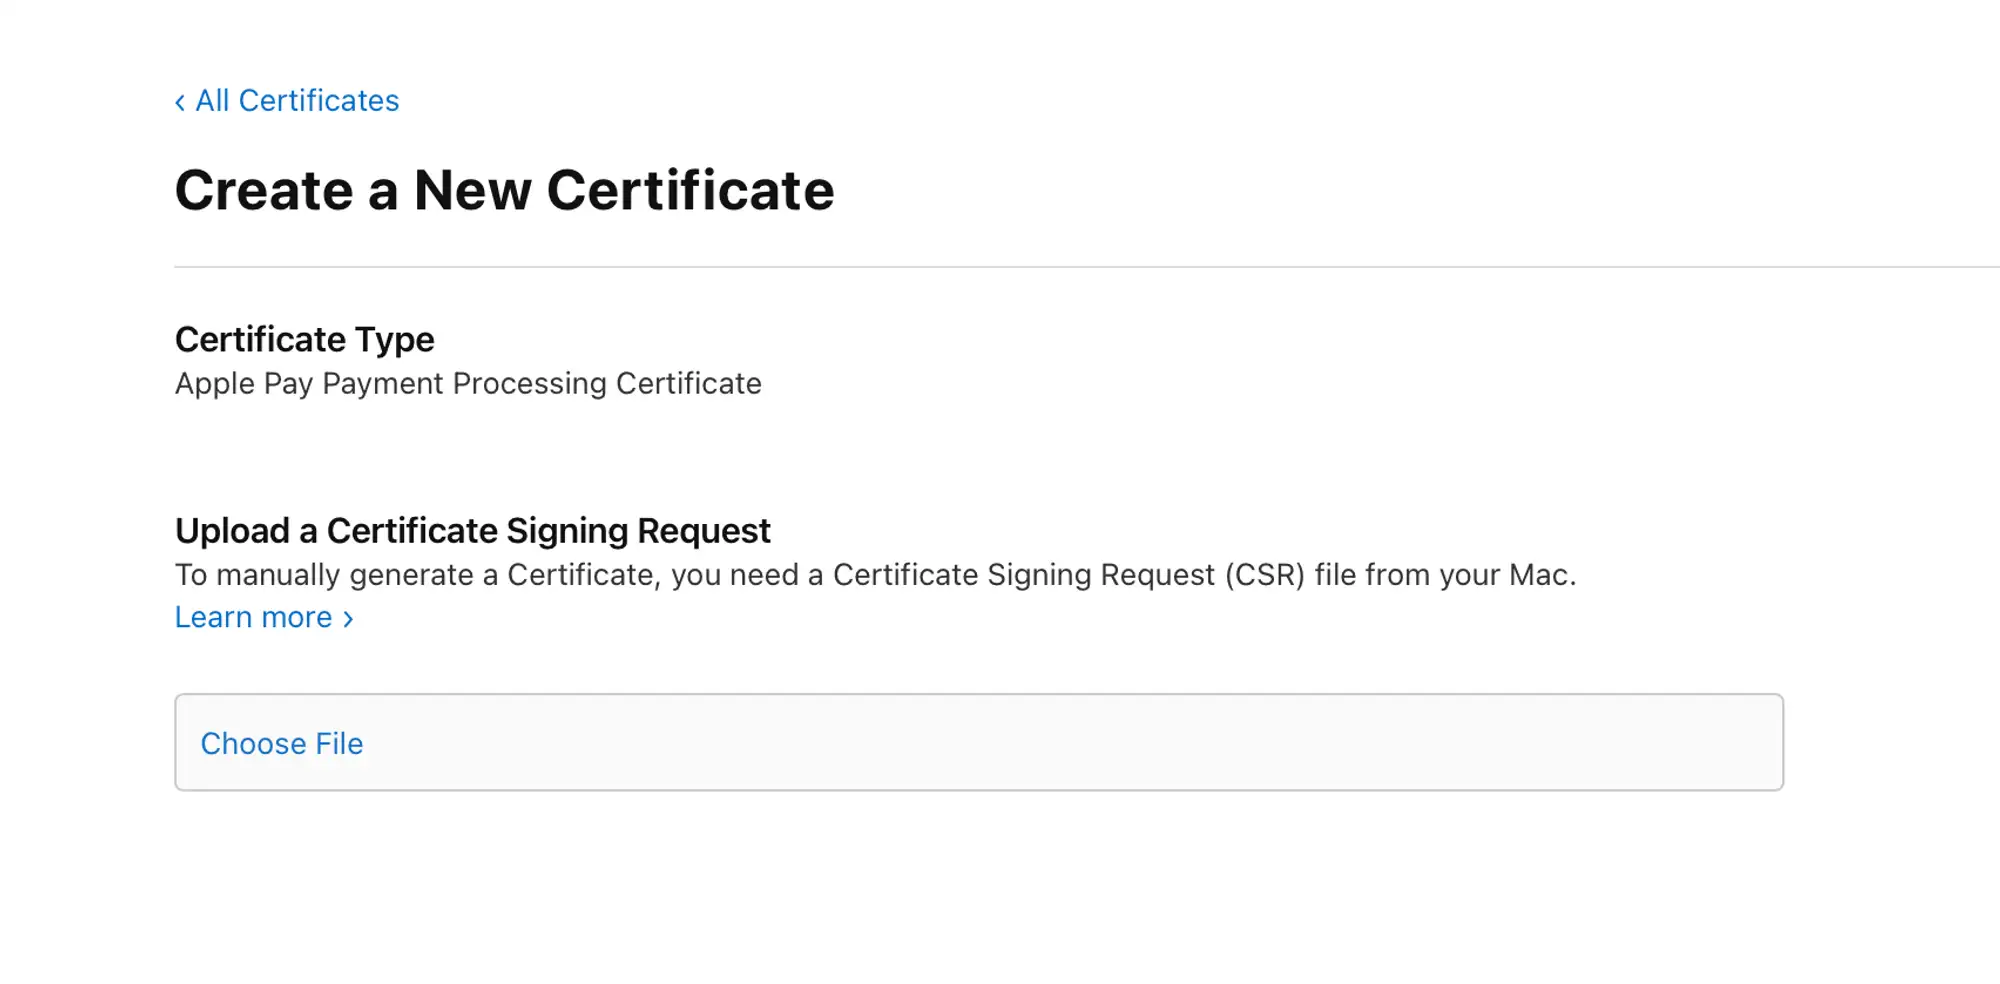 ‹ All Certificates
Create a New Certificate
Certificate Type
Apple Pay Payment Processing Certificate
Upload a Certificate Signing Request
To manually generate a Certificate, you need a Certificate Signing Request (CSR) file from your Mac.
Learn more ›
Choose File